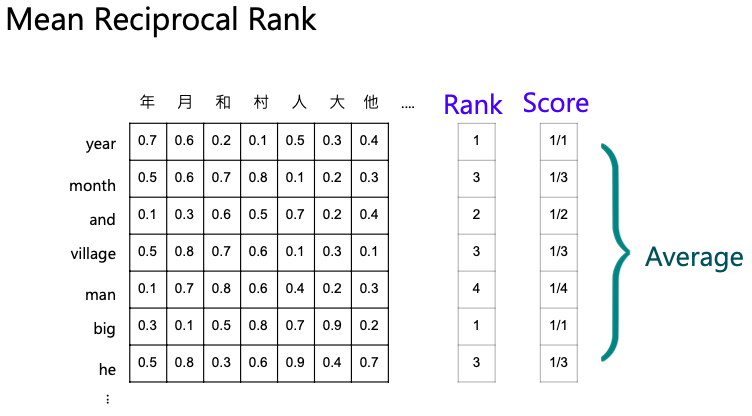 Mean Reciprocal Rank
年 月 和 村 人 大 他 .... Rank Score
year 0.7 0.6 0.2 0.1 0.5 0.3 0.4 1 1/1
month 0.5 0.6 0.7 0.8 0.1 0.2 0.3 3 1/3
and 0.1 0.3 0.6 0.5 0.7 0.2 0.4 2 1/2
village 0.5 0.8 0.7 0.6 0.1 0.3 0.1 3 1/3
Average
man 0.1 0.7 0.8 0.6 0.4 0.2 0.3 4 1/4
big 0.3 0.1 0.5 0.8 0.7 0.9 0.2 1 1/1
he 0.5 0.8 0.3 0.6 0.9 0.4 0.7 3 1/3
...